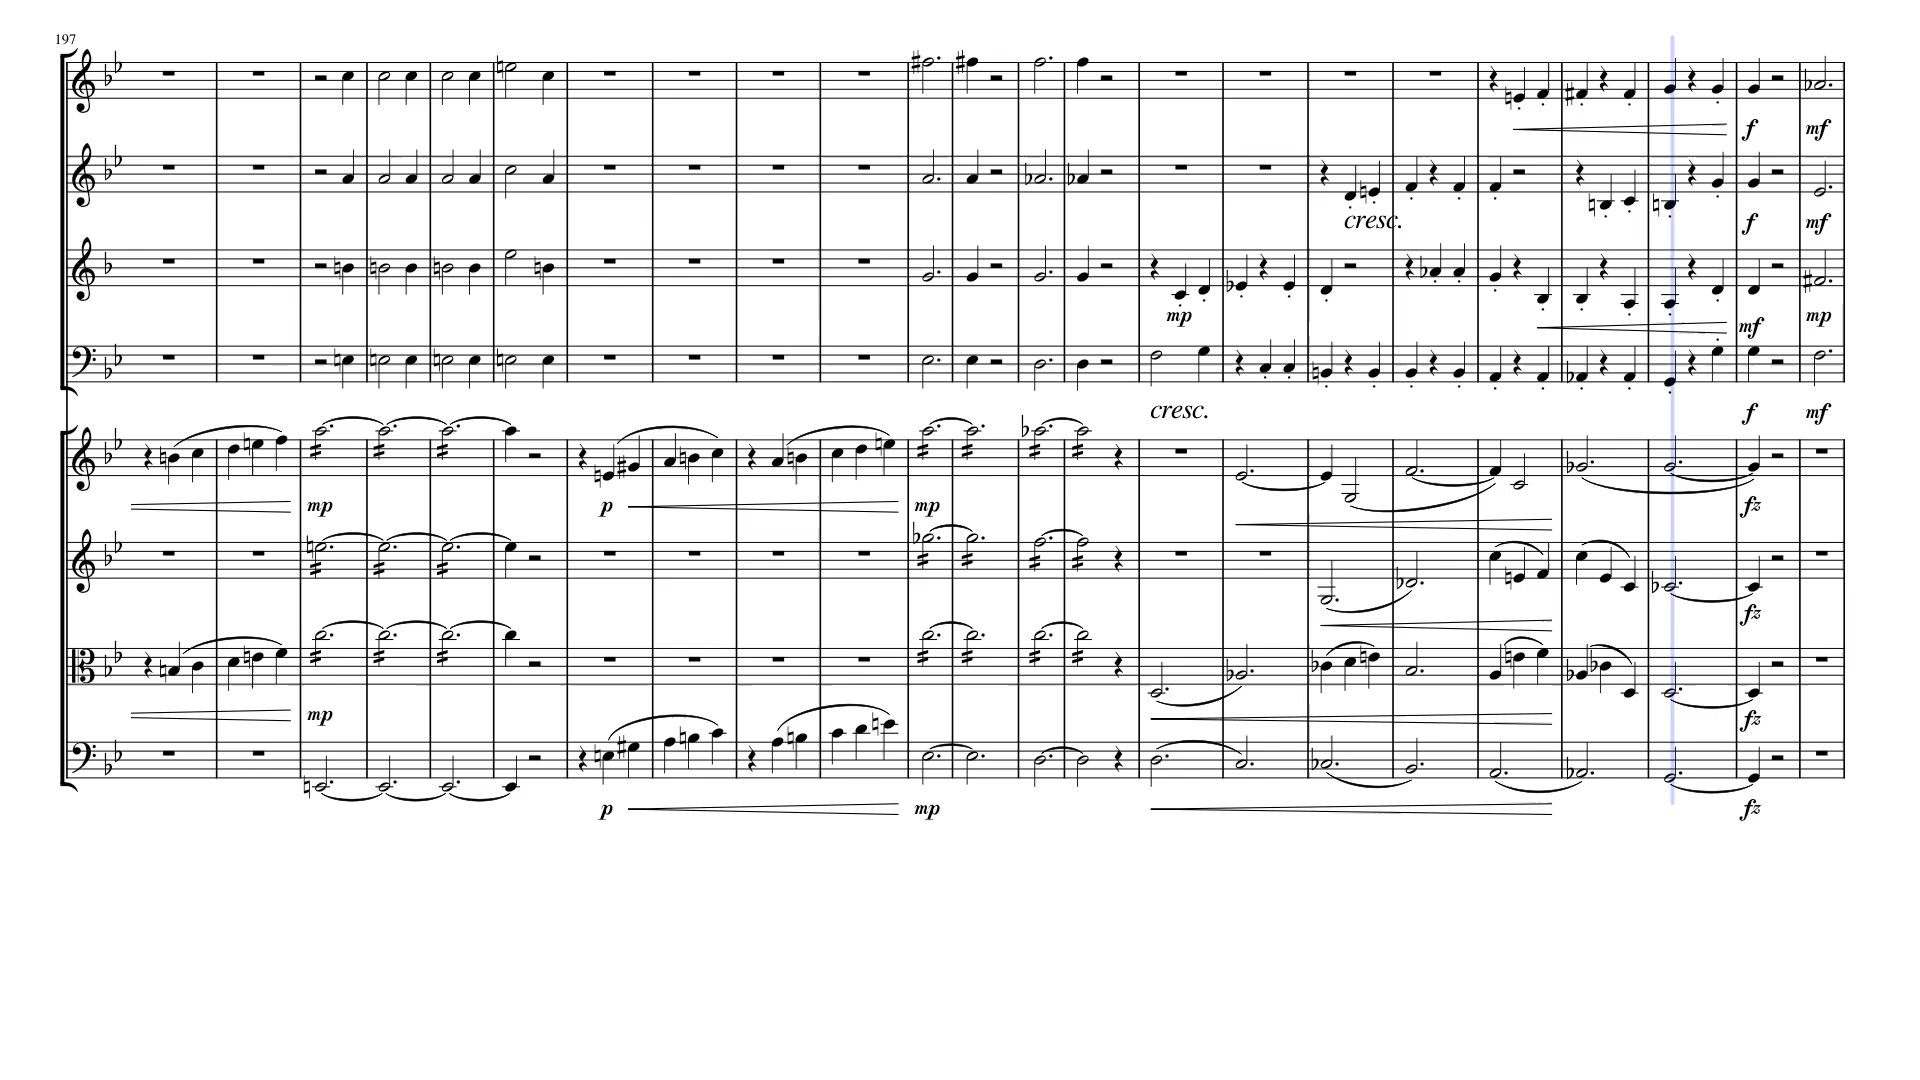 197
f mf
cresc. f mf
mp mf mp
cresc. f mf
mp p mp fz
fz
mp fz
p mp fz